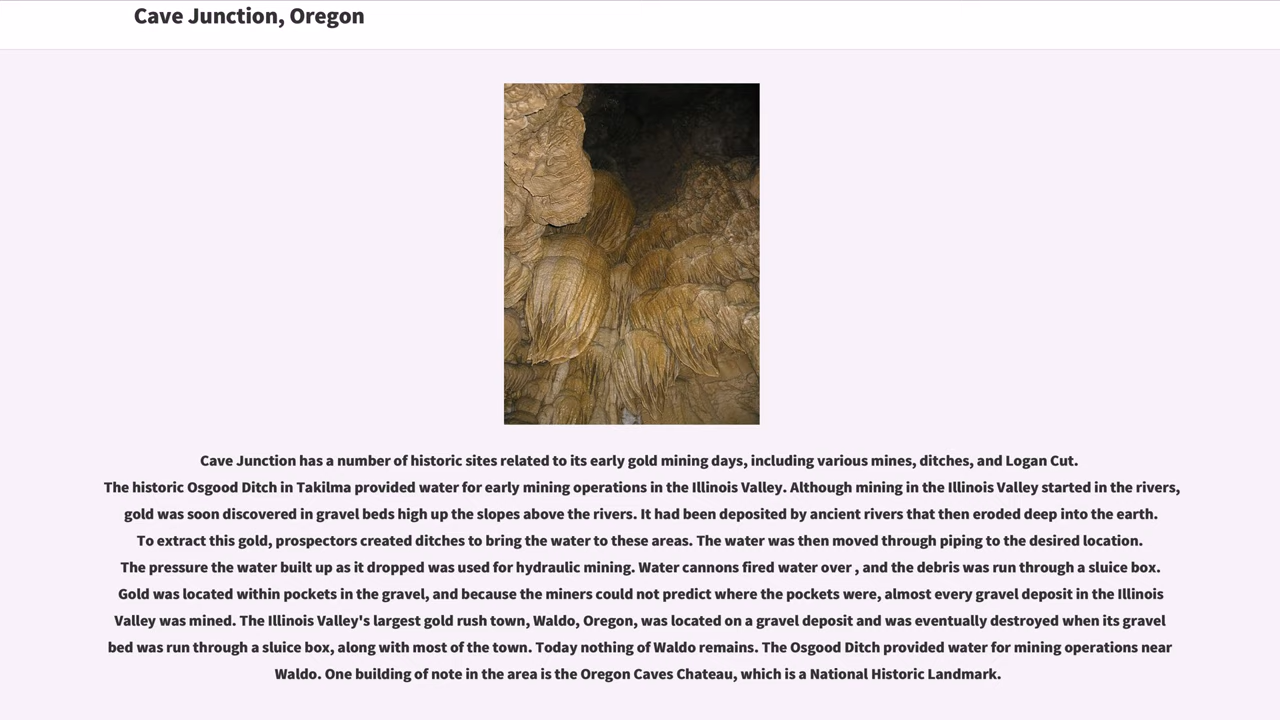 Cave Junction, Oregon
Cave Junction has a number of historic sites related to its early gold mining days, including various mines, ditches, and Logan Cut.
The historic Osgood Ditch in Takilma provided water for early mining operations in the Illinois Valley. Although mining in the Illinois Valley started in the rivers,
gold was soon discovered in gravel beds high up the slopes above the rivers. It had been deposited by ancient rivers that then eroded deep into the earth.
To extract this gold, prospectors created ditches to bring the water to these areas. The water was then moved through piping to the desired location.
The pressure the water built up as it dropped was used for hydraulic mining. Water cannons fired water over , and the debris was run through a sluice box.
Gold was located within pockets in the gravel, and because the miners could not predict where the pockets were, almost every gravel deposit in the Illinois
Valley was mined. The Illinois Valley's largest gold rush town, Waldo, Oregon, was located on a gravel deposit and was eventually destroyed when its gravel
bed was run through a sluice box, along with most of the town. Today nothing of Waldo remains. The Osgood Ditch provided water for mining operations near
Waldo. One building of note in the area is the Oregon Caves Chateau, which is a National Historic Landmark.